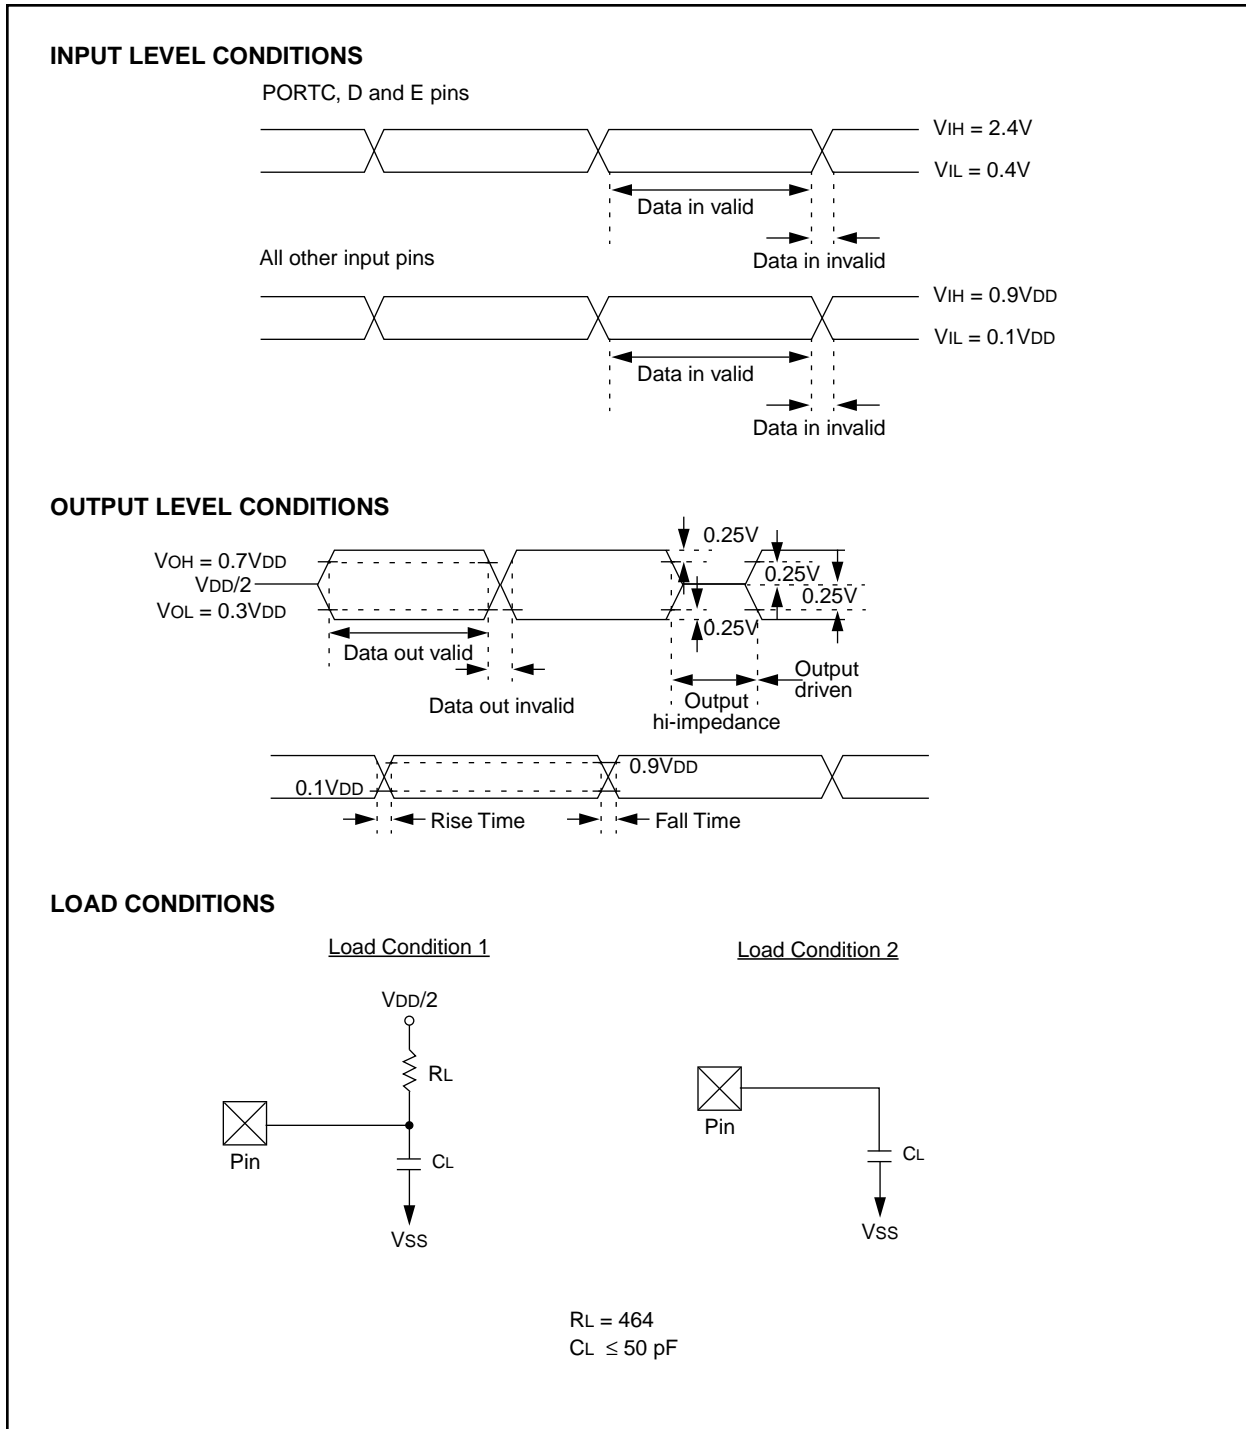 INPUT LEVEL CONDITIONS
PORTC, D and E pins
VIH = 2.4V
VIL = 0.4V
Data in valid
Data in invalid
All other input pins
VIH = 0.9VDD
VIL = 0.1VDD
Data in valid
Data in invalid
OUTPUT LEVEL CONDITIONS
0.25V
VOH = 0.7VDD
VDD/2
0.25V
0.25V
VOL = 0.3VDD
0.25V
Data out valid
Output
driven
Data out invalid
Output
hi-impedance
0.9VDD
0.1VDD
Rise Time
Fall Time
LOAD CONDITIONS
Load Condition 1
Load Condition 2
VDD/2
RL
Pin
CL
VSS
Pin
CL
VSS
RL = 464
CL ≤ 50 pF